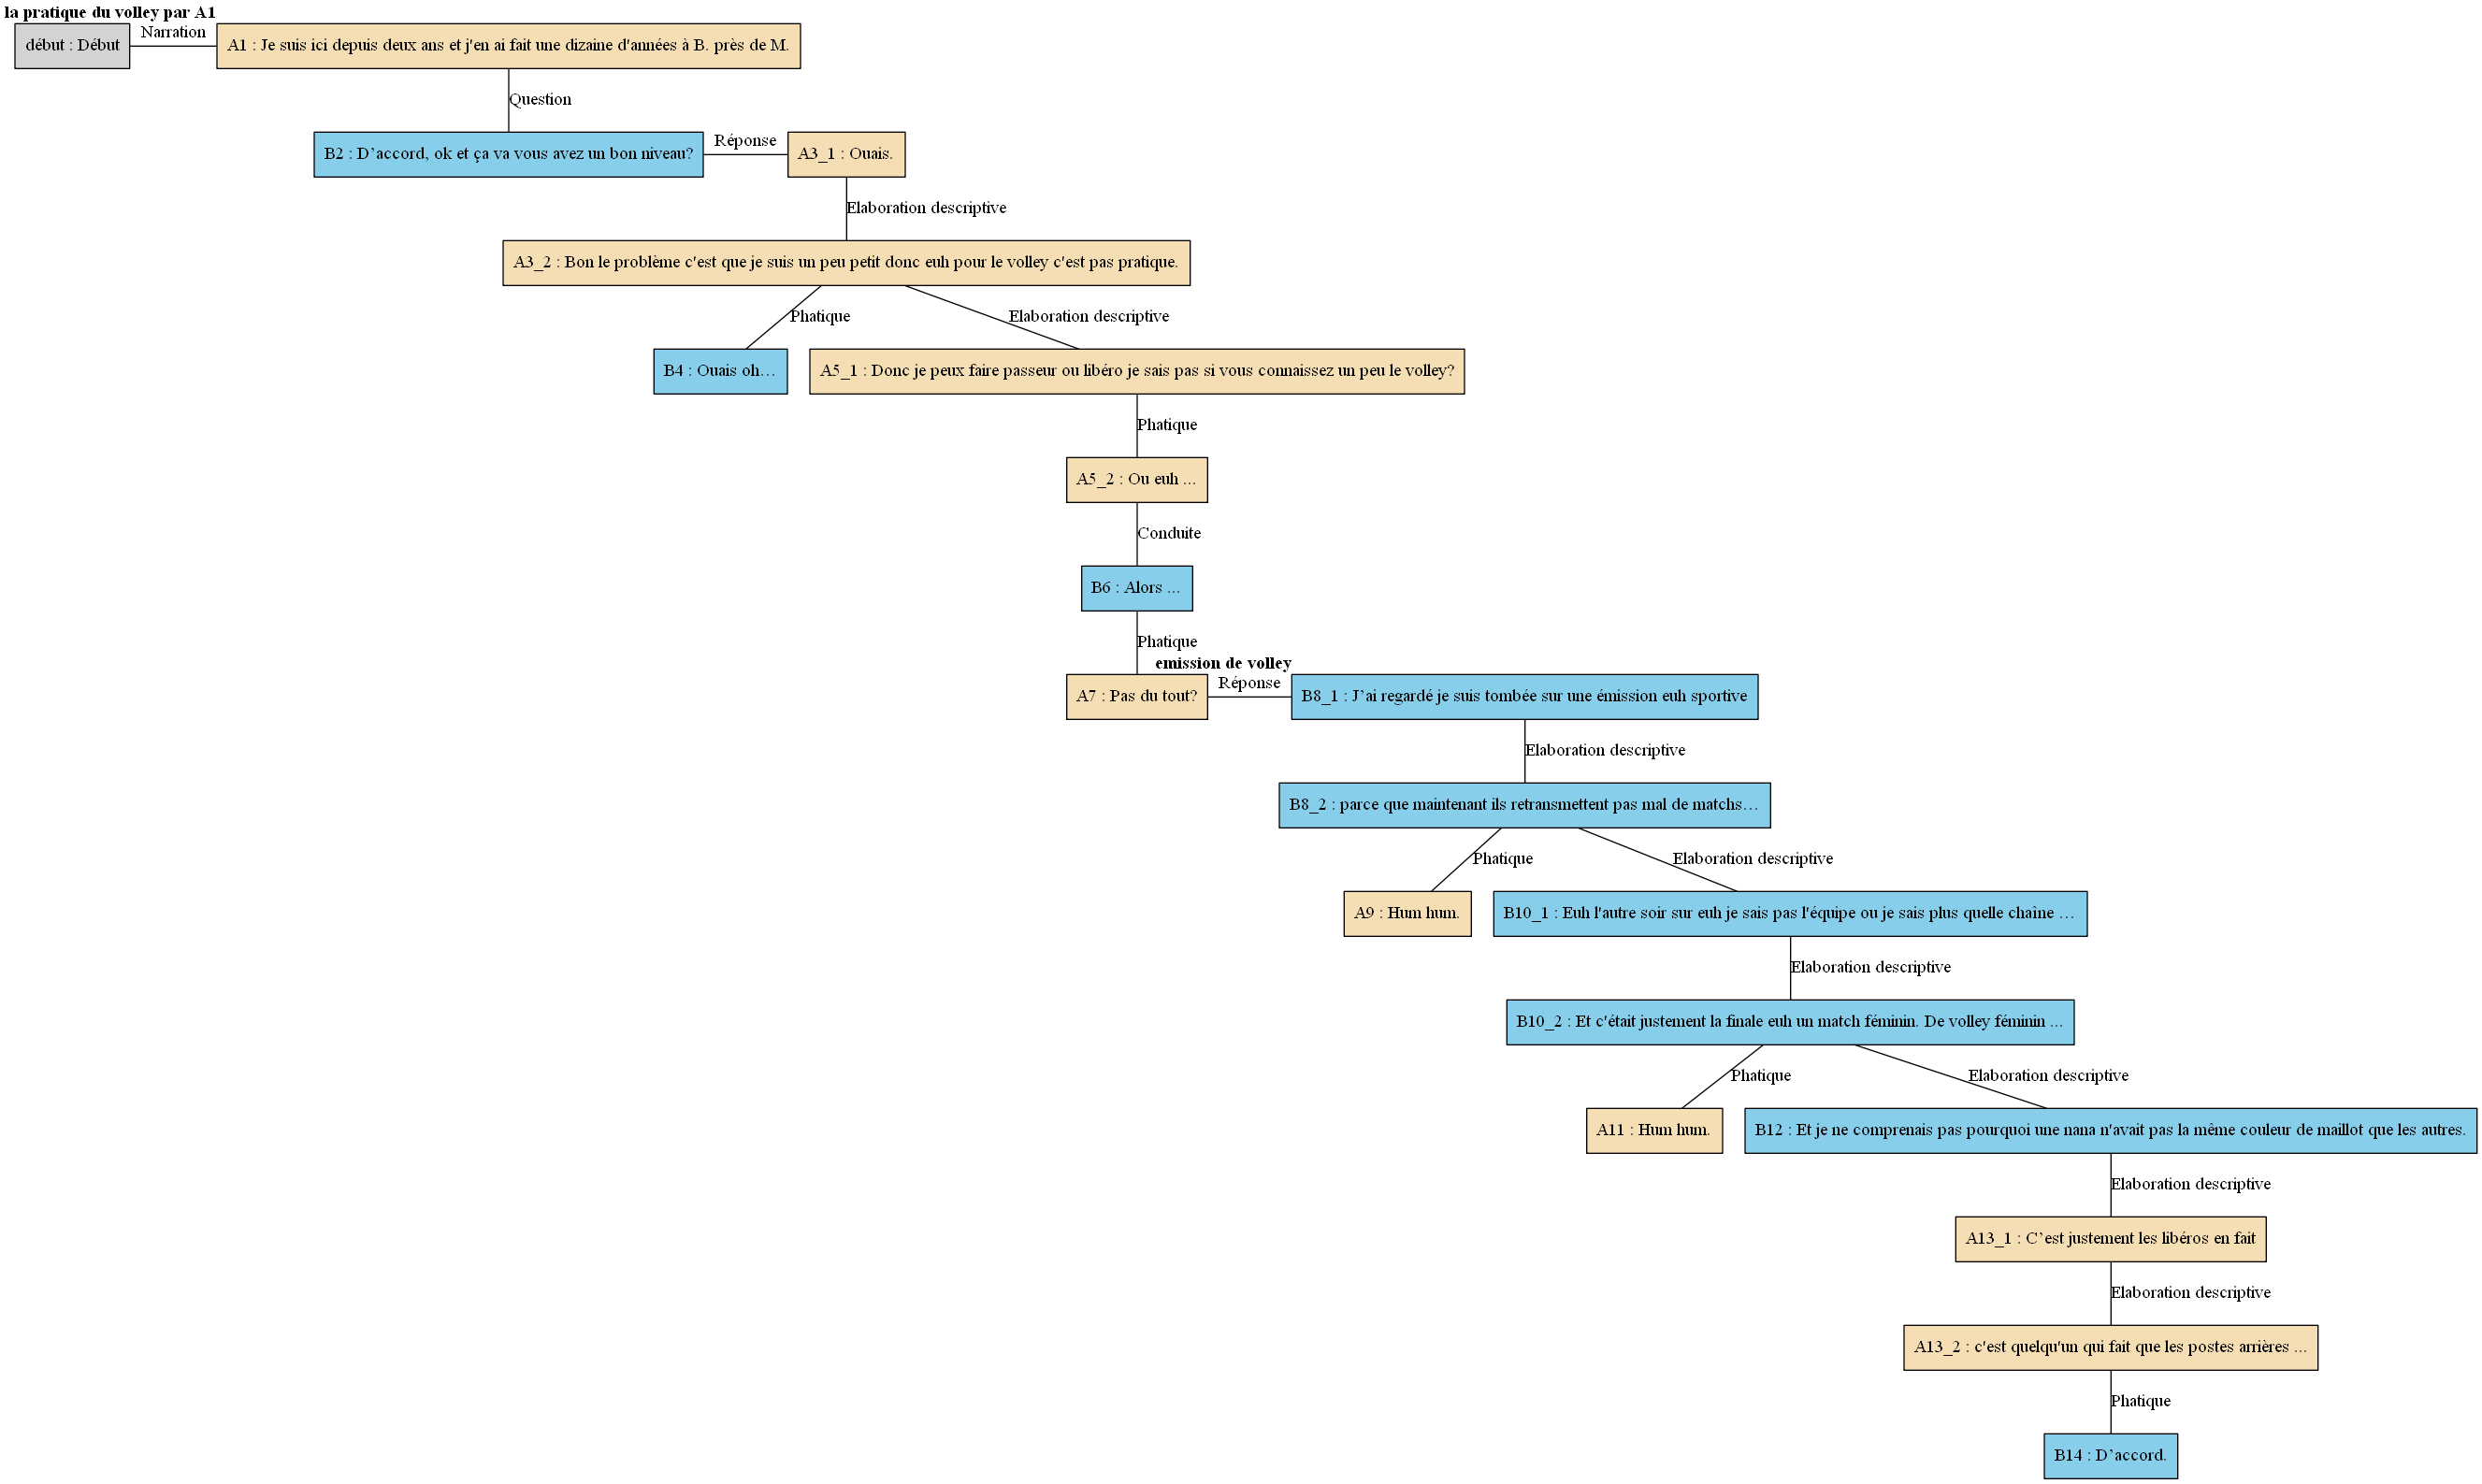 la pratique du volley par A1
début : Début
Narration
A1 : Je suis ici depuis deux ans et j'en ai fait une dizaine d'années à B. près de M.
Question
B2 : D’accord, ok et ça va vous avez un bon niveau?
Réponse
A3_1 : Ouais.
Elaboration descriptive
A3_2 : Bon le problème c'est que je suis un peu petit donc euh pour le volley c'est pas pratique.
Phatique
Elaboration descriptive
B4 : Ouais oh…
A5_1 : Donc je peux faire passeur ou libéro je sais pas si vous connaissez un peu le volley?
Phatique
A5_2 : Ou euh ...
Conduite
B6 : Alors ...
Phatique
emission de volley
A7 : Pas du tout?
Réponse
B8_1 : J’ai regardé je suis tombée sur une émission euh sportive
Elaboration descriptive
B8_2 : parce que maintenant ils retransmettent pas mal de matchs…
Phatique
Elaboration descriptive
A9 : Hum hum.
B10_1 : Euh l'autre soir sur euh je sais pas l'équipe ou je sais plus quelle chaîne …
Elaboration descriptive
B10_2 : Et c'était justement la finale euh un match féminin. De volley féminin ...
Phatique
Elaboration descriptive
A11 : Hum hum.
B12 : Et je ne comprenais pas pourquoi une nana n'avait pas la même couleur de maillot que les autres.
Elaboration descriptive
A13_1 : C’est justement les libéros en fait
Elaboration descriptive
A13_2 : c'est quelqu'un qui fait que les postes arrières ...
Phatique
B14 : D’accord.